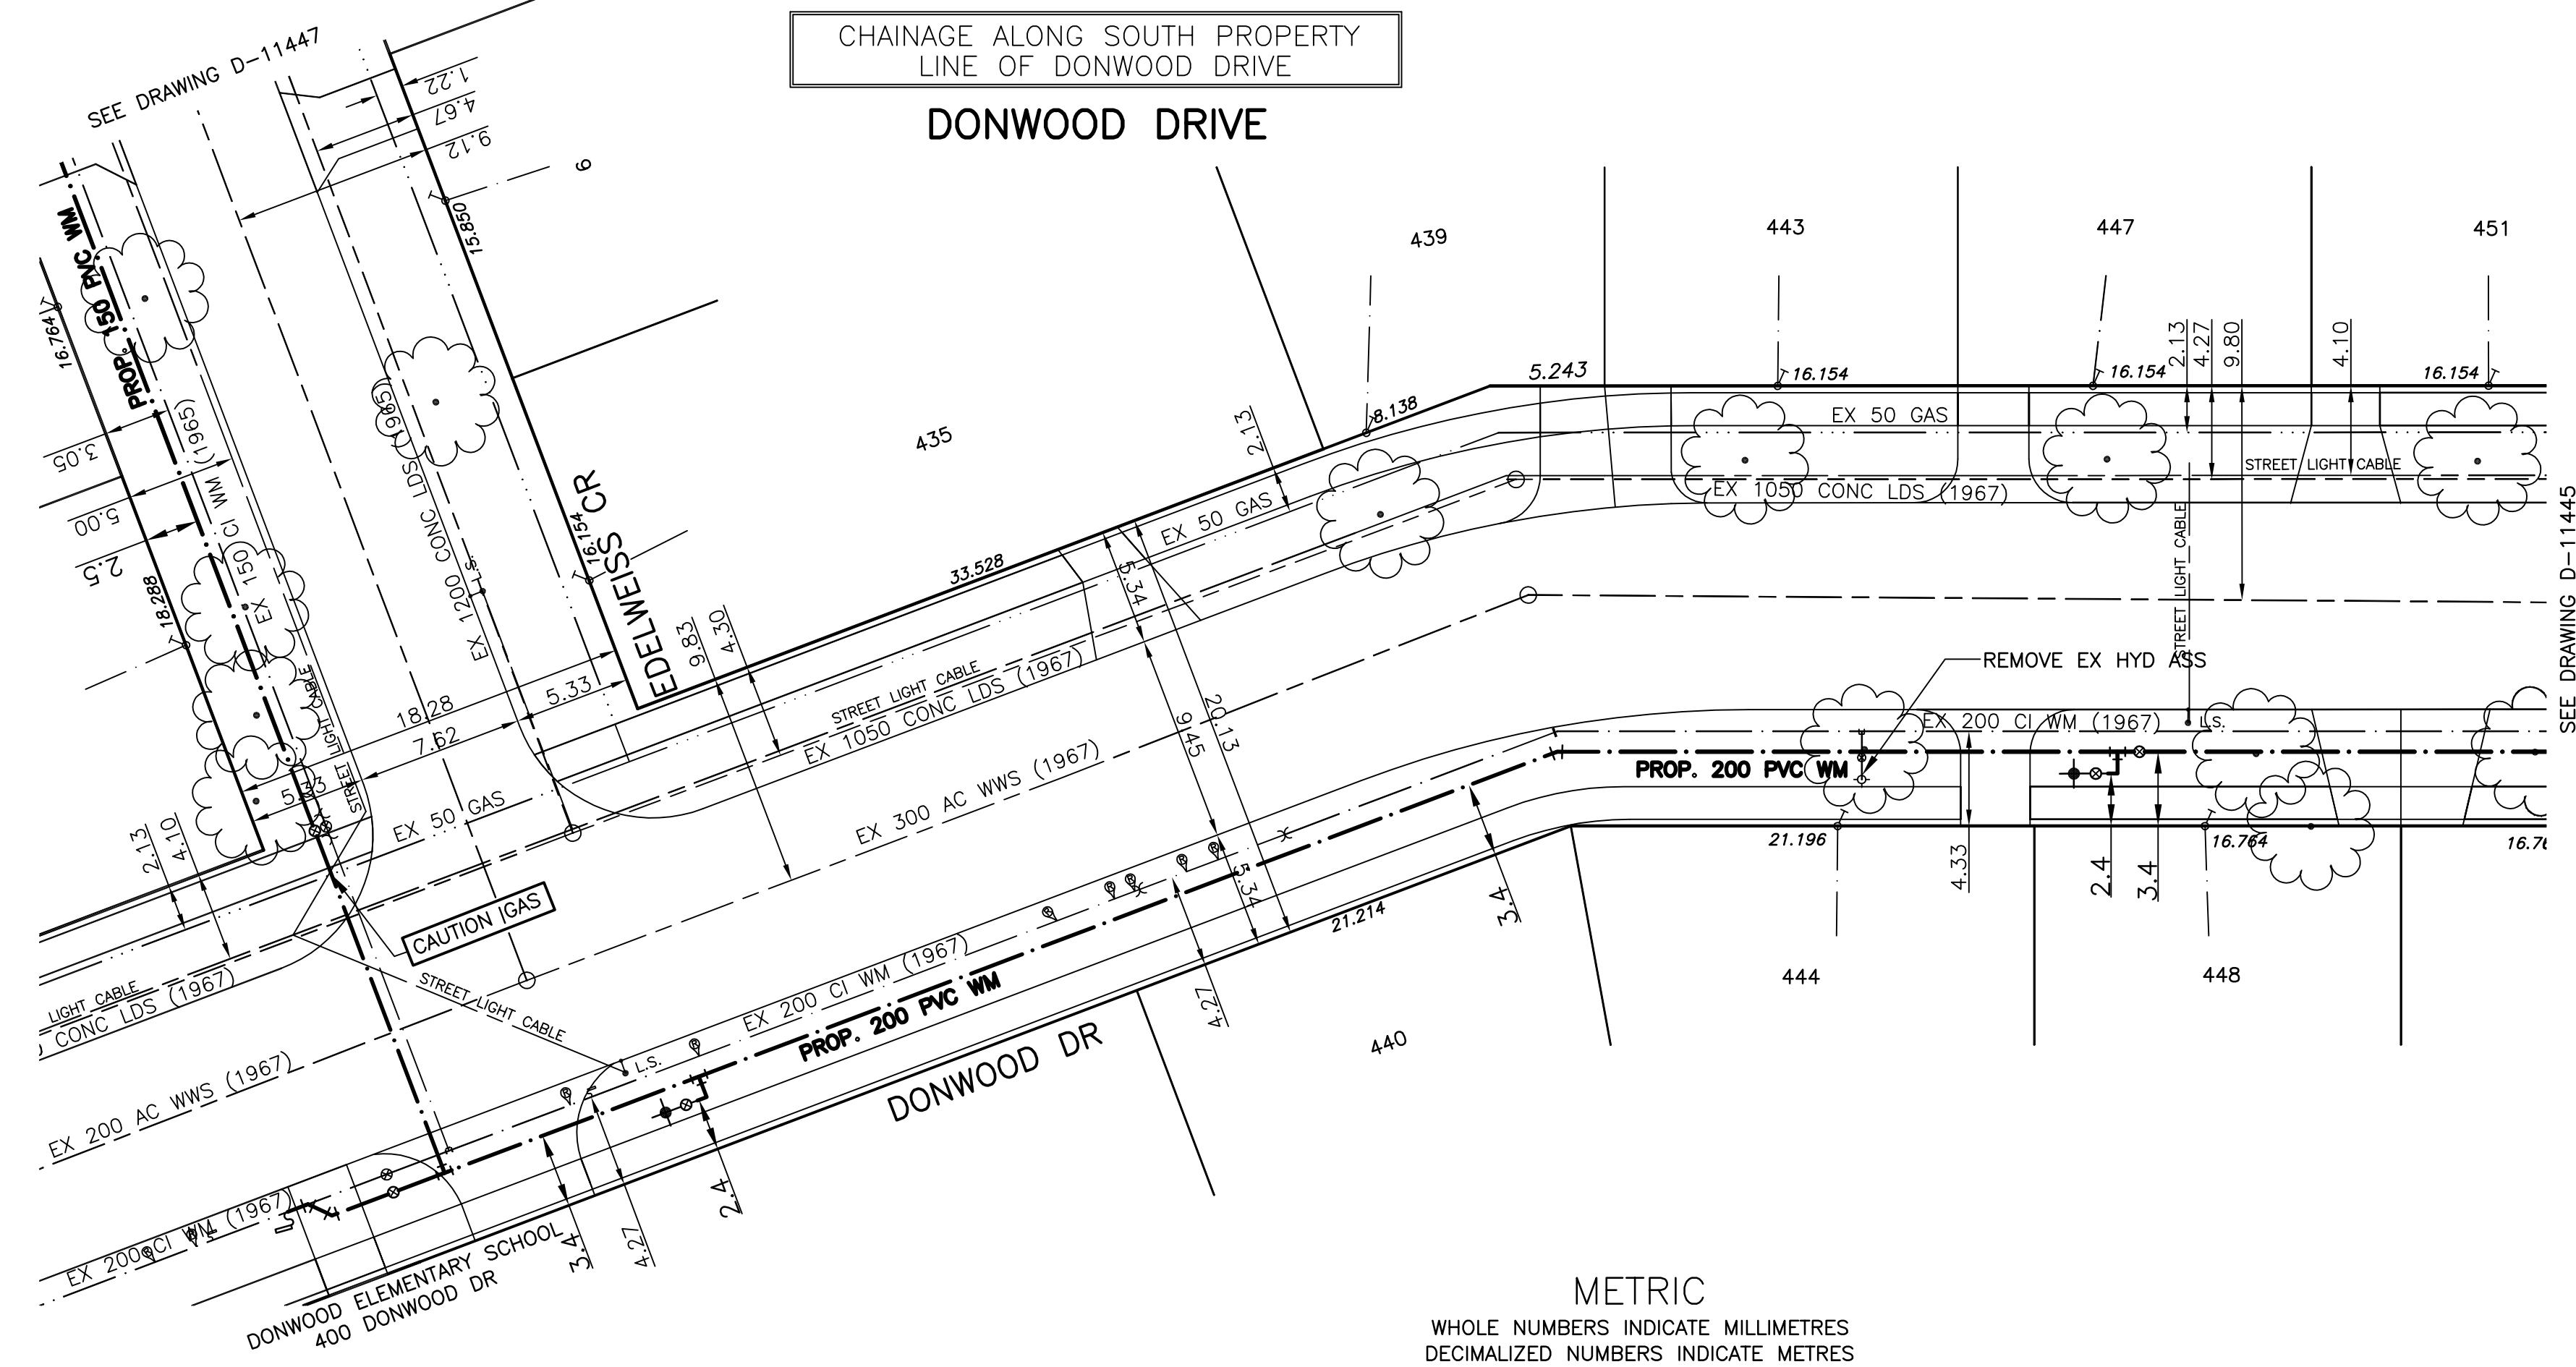 CHAINAGE ALONG SOUTH PROPERTY
LINE OF DONWOOD DRIVE
DONWOOD DRIVE
SEE DRAWING D-11447
1.22
4.67
9.12
6
15.850
PROP. 150 PVC WM
16.764
EX 150 CI WM (1965)
3.05
5.00
2.5
18.288
EX 200 CONC LDS (1965)
L.S.
16.154
EDELWEISS CR
435
439
443
447
451
5.243
8.138
16.154
16.154
16.154
2.13
4.27
9.80
4.10
2.13
EX 50 GAS
EX 50 GAS
STREET LIGHT CABLE
EX 1050 CONC LDS (1967)
STREET LIGHT CABLE
SEE DRAWING D-11445
33.528
5.34
9.83
4.30
STREET LIGHT CABLE
EX 1050 CONC LDS (1967)
20.13
9.45
5.34
REMOVE EX HYD ASS
STREET LIGHT CABLE
18.28
5.33
7.62
5.33
2.13
4.10
EX 50 GAS
EX 300 AC WWS (1967)
EX 200 CI WM (1967)
L.S.
PROP. 200 PVC WM
21.196
4.33
2.4
3.4
16.764
16.76
CAUTION GAS
STREET LIGHT CABLE
LIGHT CABLE
CONC LDS (1967)
EX 200 AC WWS (1967)
EX 200 CI WM (1967)
PROP. 200 PVC WM
21.214
3.4
4.27
L.S.
DONWOOD DR
440
444
448
2.4
3.4
4.27
EX 200 CI WM (1967)
DONWOOD ELEMENTARY SCHOOL
400 DONWOOD DR
METRIC
WHOLE NUMBERS INDICATE MILLIMETRES
DECIMALIZED NUMBERS INDICATE METRES